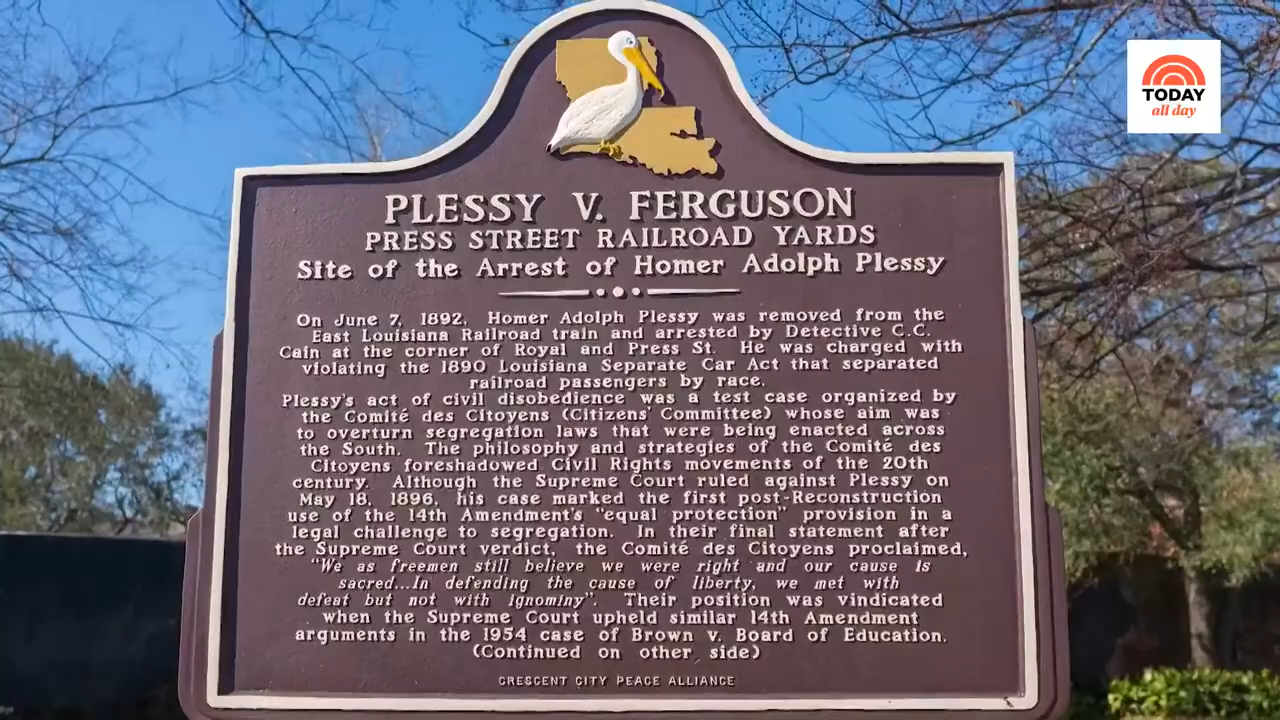 TODAY
all day
PLESSY V. FERGUSON
PRESS STREET RAILROAD YARDS
Site of the Arrest of Homer Adolph Plessy
On June 7, 1892, Homer Adolph Plessy was removed from the
East Louisiana Railroad train and arrested by Detective C.C.
Cain at the corner of Royal and Press St. He was charged with
violating the 1890 Louisiana Separate Car Act that separated
railroad passengers by race.
Plessy's act of civil disobedience was a test case organized by
the Comité des Citoyens (Citizens' Committee) whose aim was
to overturn segregation laws that were being enacted across
the South. The philosophy and strategies of the Comité des
Citoyens foreshadowed Civil Rights movements of the 20th
century. Although the Supreme Court ruled against Plessy on
May 18, 1896, his case marked the first post-Reconstruction
use of the 14th Amendment's "equal protection" provision in a
legal challenge to segregation. In their final statement after
the Supreme Court verdict, the Comité des Citoyens proclaimed,
"We as freemen still believe we were right and our cause is
sacred...In defending the cause of liberty, we met with
defeat but not with ignominy". Their position was vindicated
when the Supreme Court upheld similar 14th Amendment
arguments in the 1954 case of Brown v. Board of Education.
(Continued on other side)
CRESCENT CITY PEACE ALLIANCE